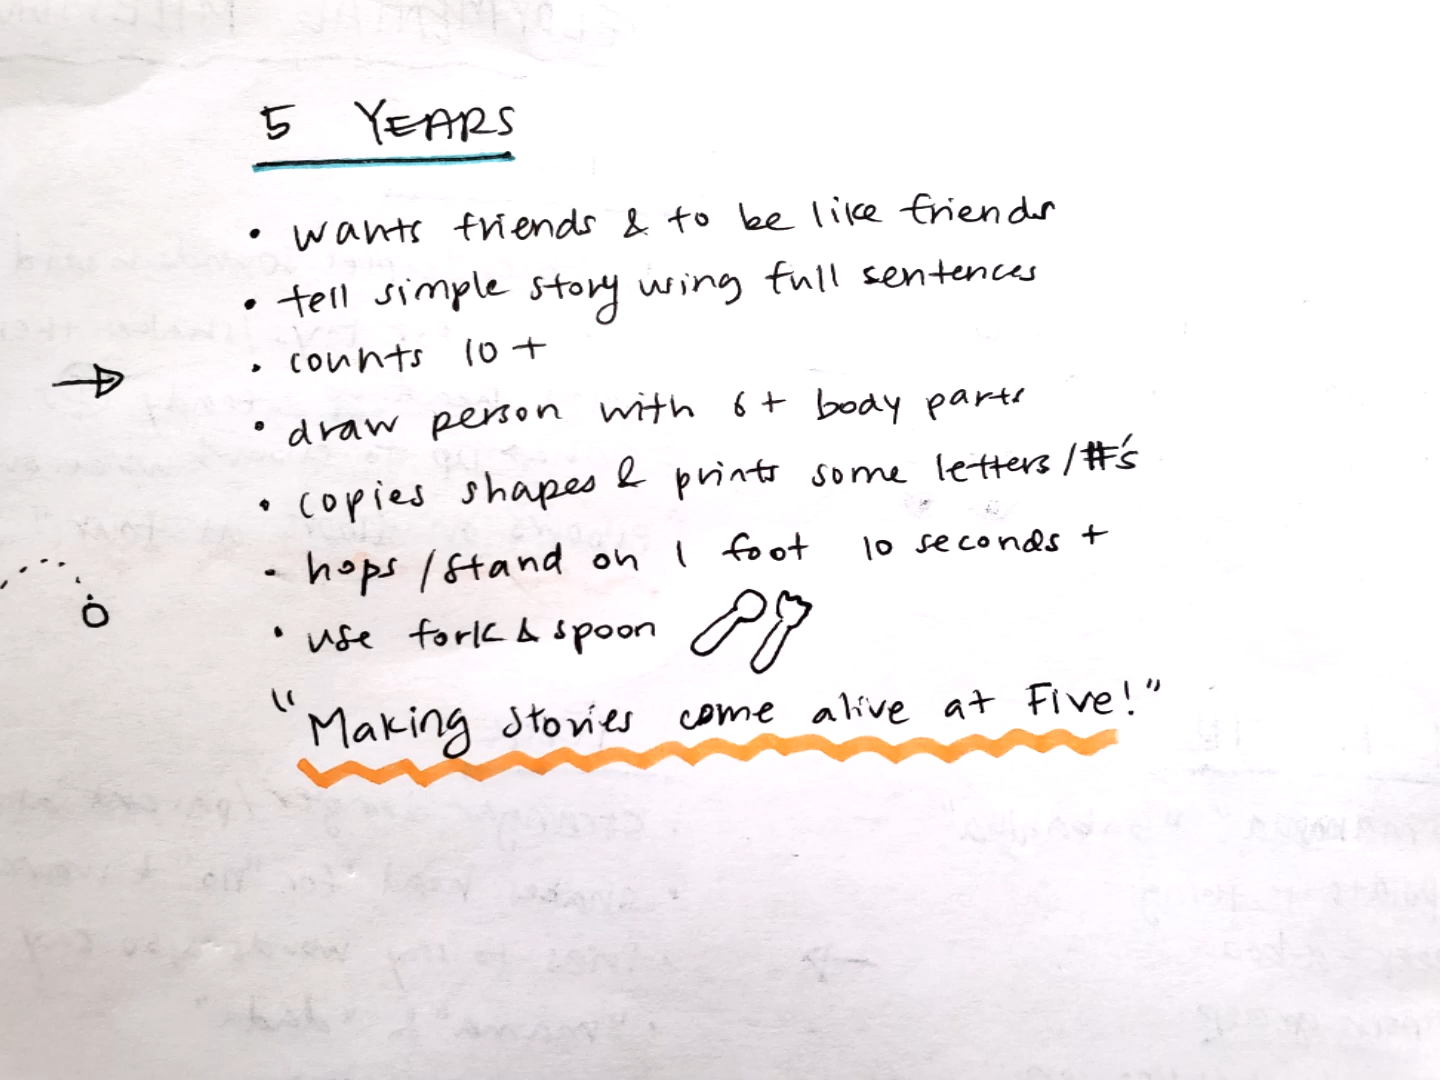 5 YEARS
• wants friends & to be like friends
• tell simple story using full sentences
• counts 10+
• draw person with 6+ body parts
• copies shapes & prints some letters/#'s
• hops/stand on 1 foot 10 seconds +
• use fork & spoon
"Making stories come alive at Five!"